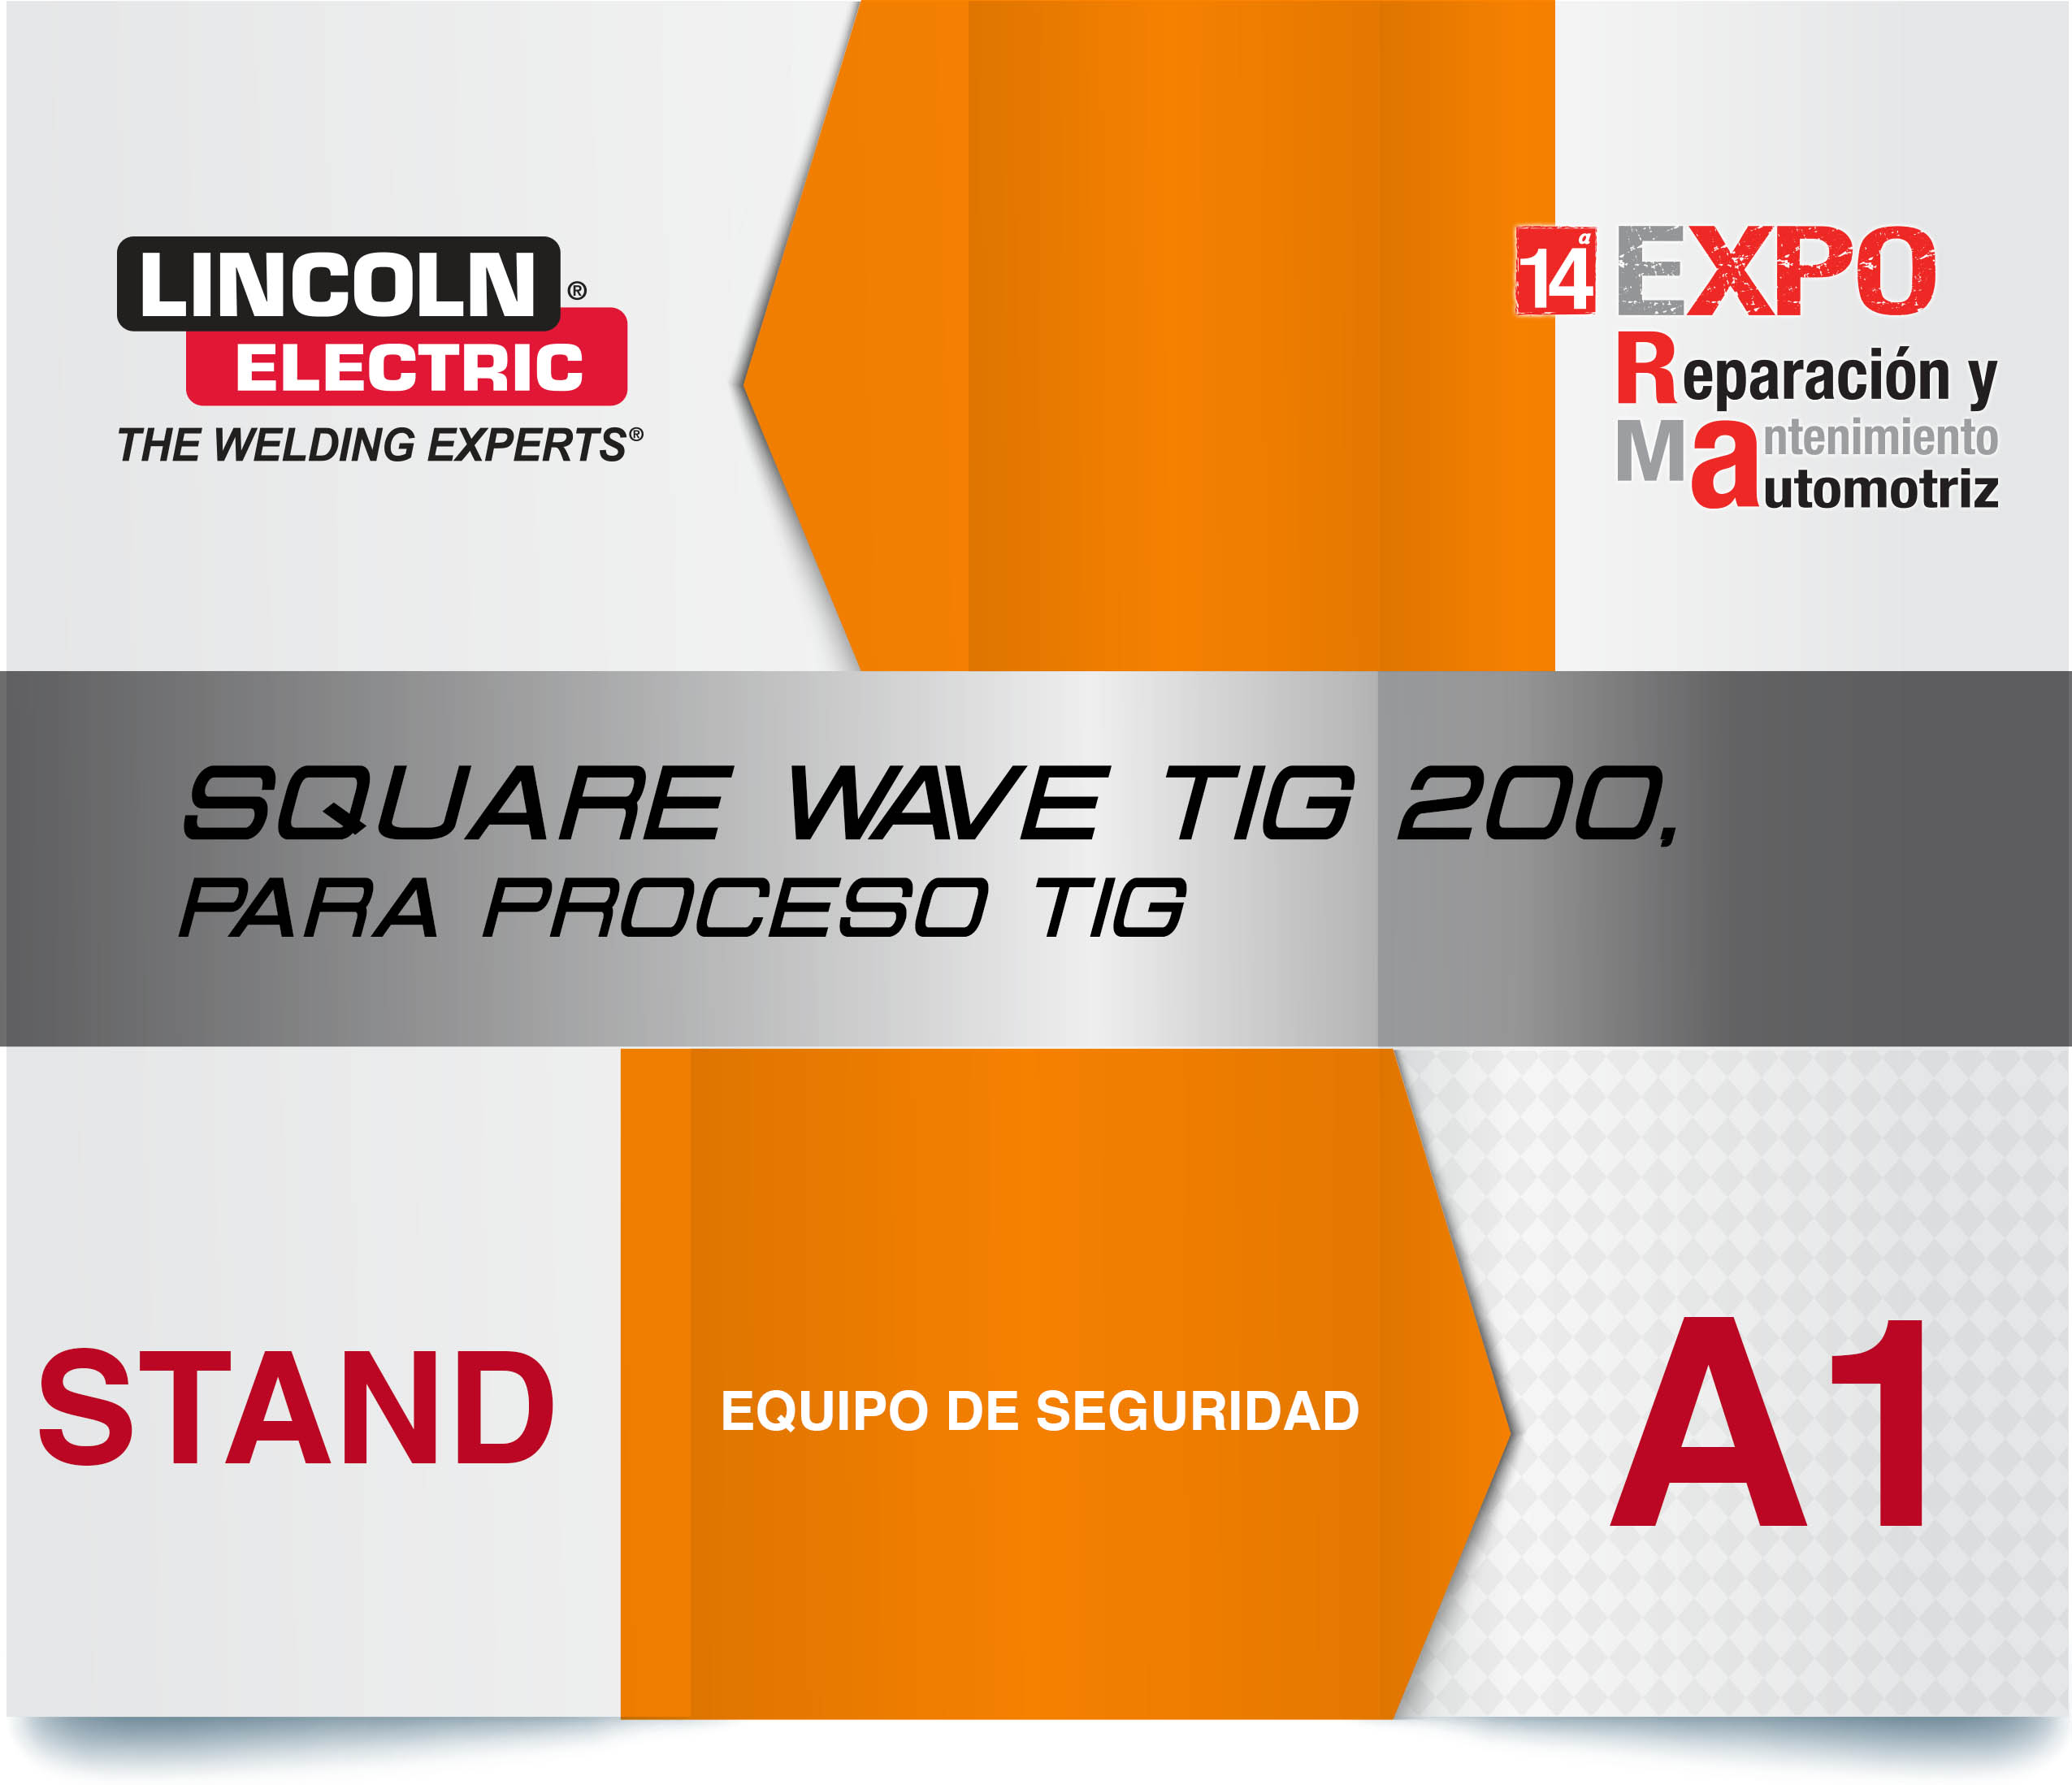 LINCOLN ®
ELECTRIC
THE WELDING EXPERTS®
14ª EXPO
Reparación y
Mantenimiento
automotriz
SQUARE WAVE TIG 200,
PARA PROCESO TIG
STAND
EQUIPO DE SEGURIDAD
A1